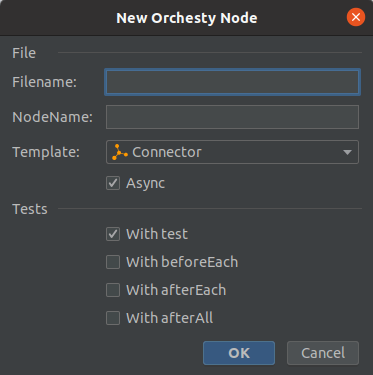 New Orchesty Node
File
Filename:
NodeName:
Template: Connector
Async
Tests
With test
With beforeEach
With afterEach
With afterAll
OK Cancel